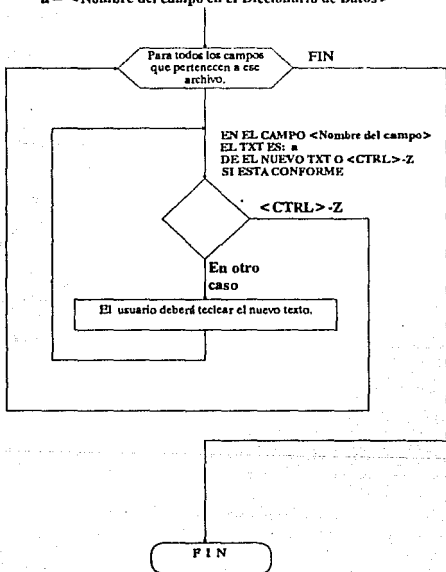 a = <Nombre del campo en el Diccionario de Datos>
Para todos los campos
que pertenecen a ese
archivo.
FIN
EN EL CAMPO <Nombre del campo>
EL TXT ES: a
DE EL NUEVO TXT O <CTRL>-Z
SI ESTA CONFORME
<CTRL>-Z
En otro
caso
El usuario deberá teclear el nuevo texto.
F I N